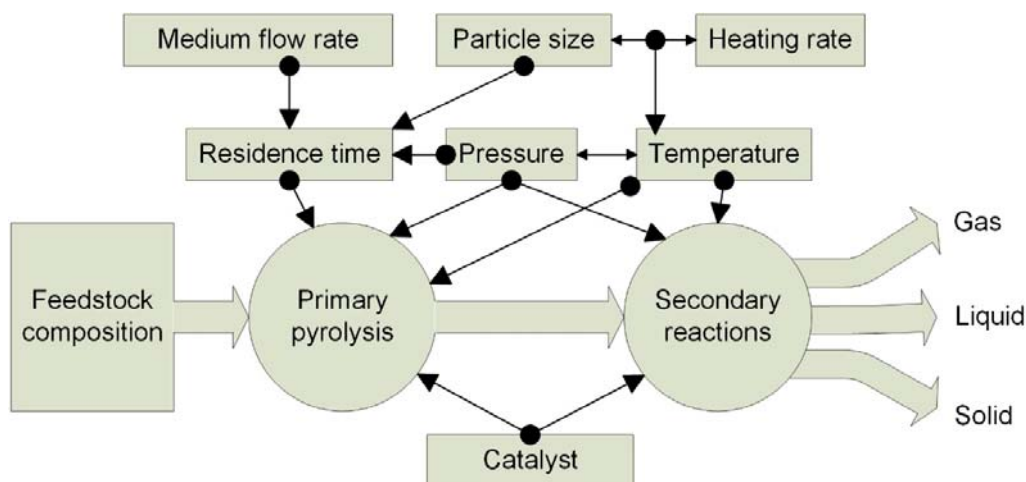 Medium flow rate
Particle size
Heating rate
Residence time
Pressure
Temperature
Feedstock
composition
Primary
pyrolysis
Secondary
reactions
Gas
Liquid
Solid
Catalyst